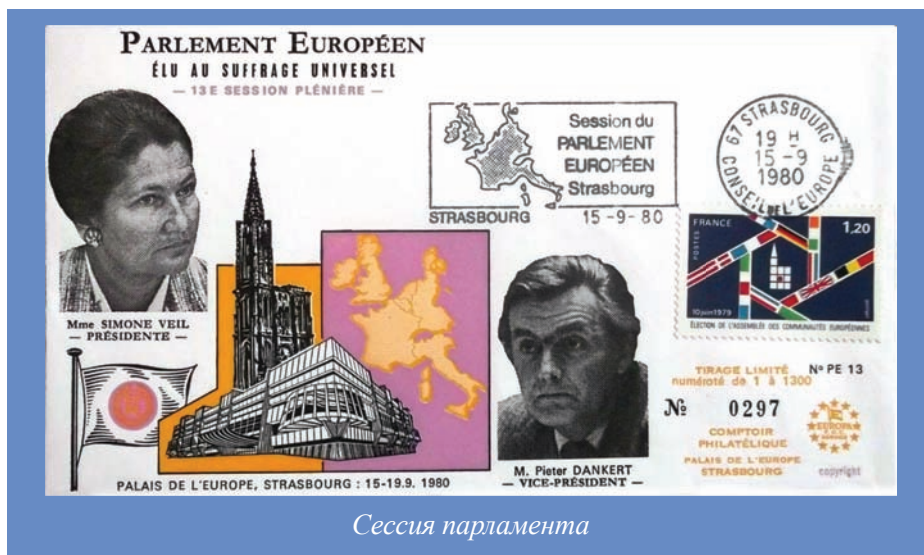 PARLEMENT EUROPÉEN
ÉLU AU SUFFRAGE UNIVERSEL
— 13E SESSION PLÉNIÈRE —
Session du
PARLEMENT
EUROPÉEN
Strasbourg
STRASBOURG 15-9-80
67 STRASBOURG
19 H
15-9
1980
CONSEIL DE L'EUROPE
FRANCE 1,20
POSTES
10 juin 1979
ÉLECTION DE L'ASSEMBLÉE DES COMMUNAUTÉS EUROPÉENNES
Mme SIMONE VEIL
— PRÉSIDENTE —
M. Pieter DANKERT
— VICE-PRÉSIDENT —
TIRAGE LIMITÉ Nº PE 13
numéroté de 1 à 1300
Nº 0297
COMPTOIR
PHILATÉLIQUE
PALAIS DE L'EUROPE
STRASBOURG
EUROPA
copyright
PALAIS DE L'EUROPE, STRASBOURG : 15-19.9. 1980
Сессия парламента